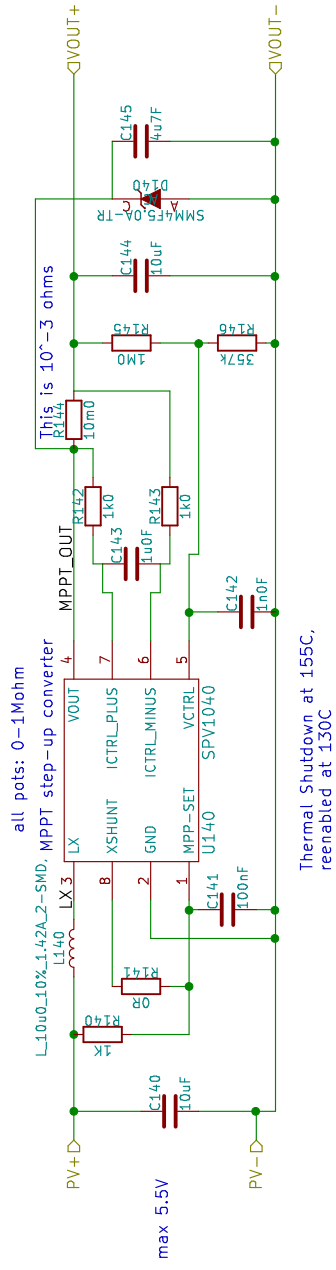 all pots: 0-1Mohm
MPPT step-up converter
This is 10^-3 ohms
max 5.5V
Thermal Shutdown at 155C,
reenabled at 130C
PV+
PV-
VOUT+
VOUT-
C140
10uF
R140
1K
L_10u0_10%_1.42A_2-SMD,
L140
LX
R141
0R
C141
100nF
3
8
2
1
LX
XSHUNT
GND
MPP-SET
VOUT
ICTRL_PLUS
ICTRL_MINUS
VCTRL
U140
SPV1040
4
7
6
5
MPPT_OUT
R142
1k0
C143
1u0F
R143
1k0
C142
1n0F
R144
10m0
R145
1M0
R146
357k
C144
10uF
D140
SMM4F5.0A-TR
C
A
C145
4u7F